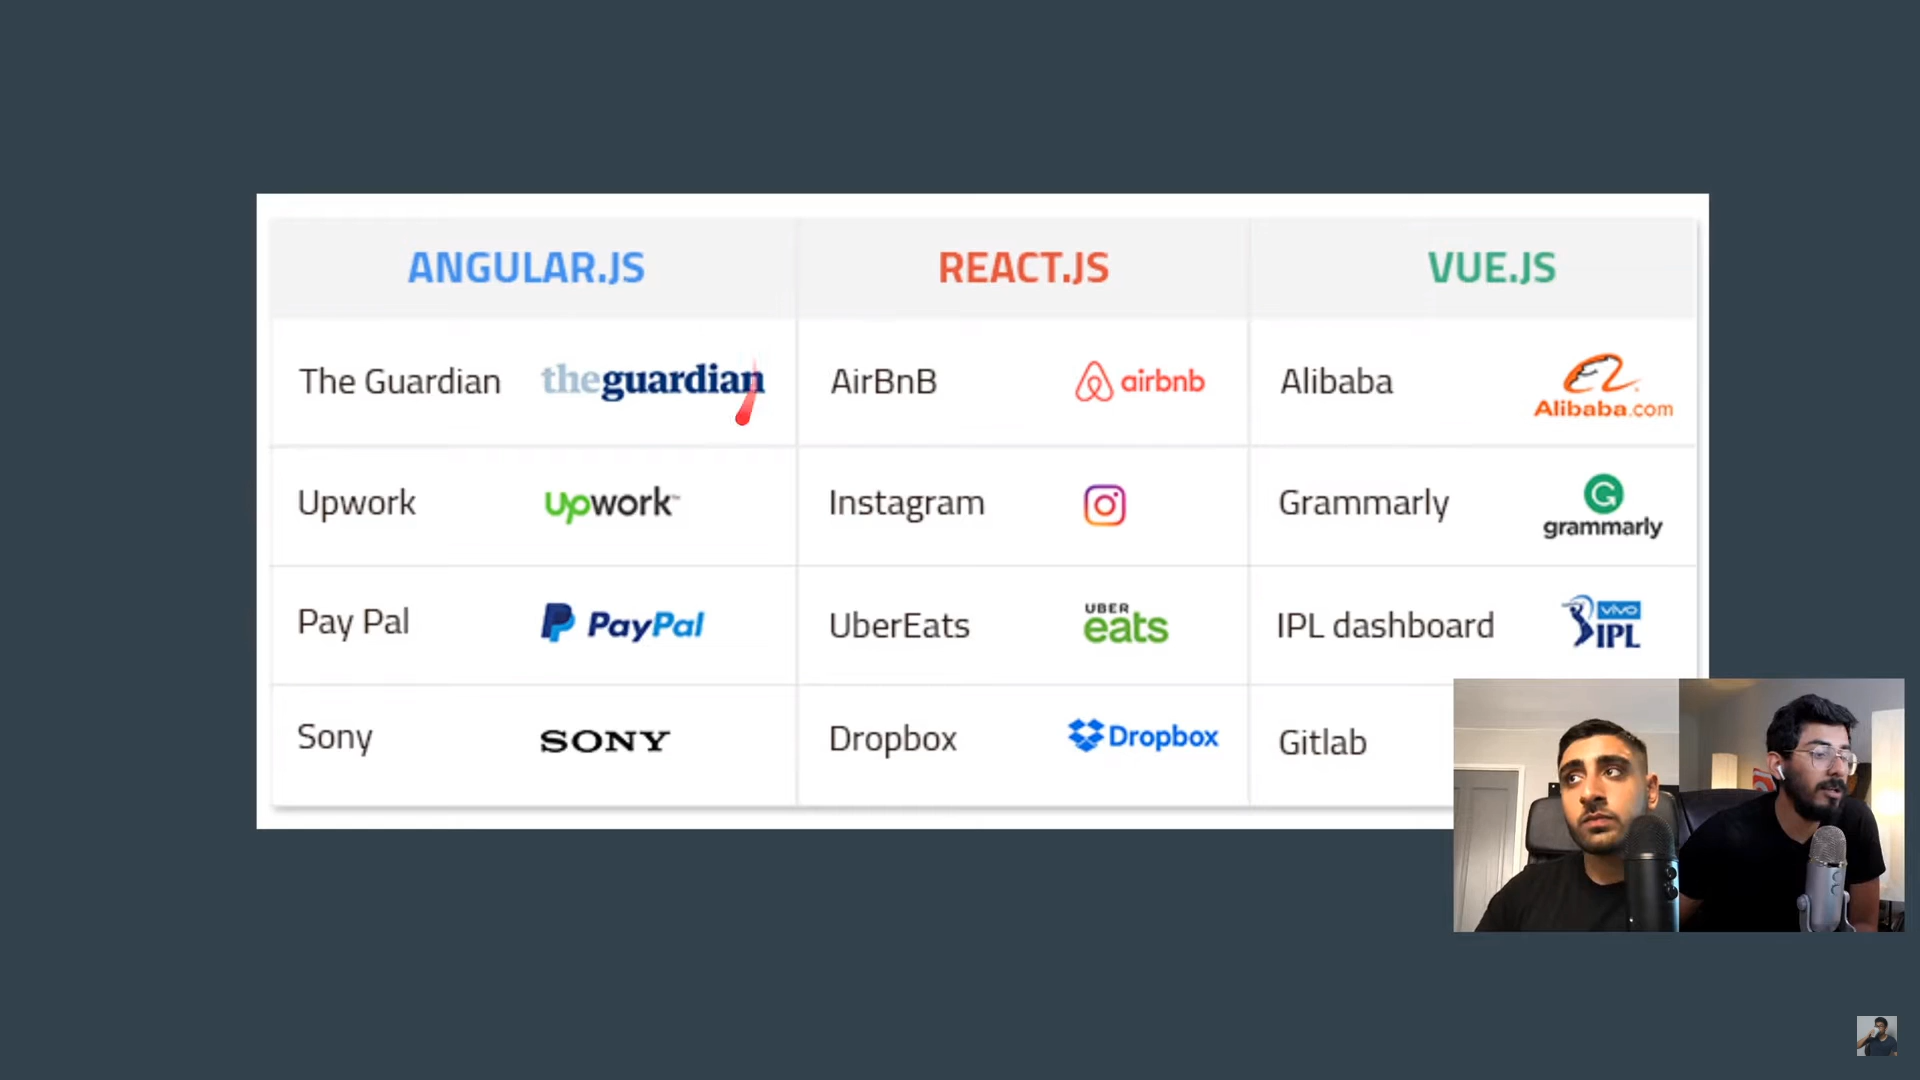 ANGULAR.JS REACT.JS VUE.JS
The Guardian theguardian AirBnB airbnb Alibaba Alibaba.com
Upwork upwork™ Instagram Grammarly grammarly
Pay Pal PayPal UberEats UBER eats IPL dashboard vivo IPL
Sony SONY Dropbox Dropbox Gitlab